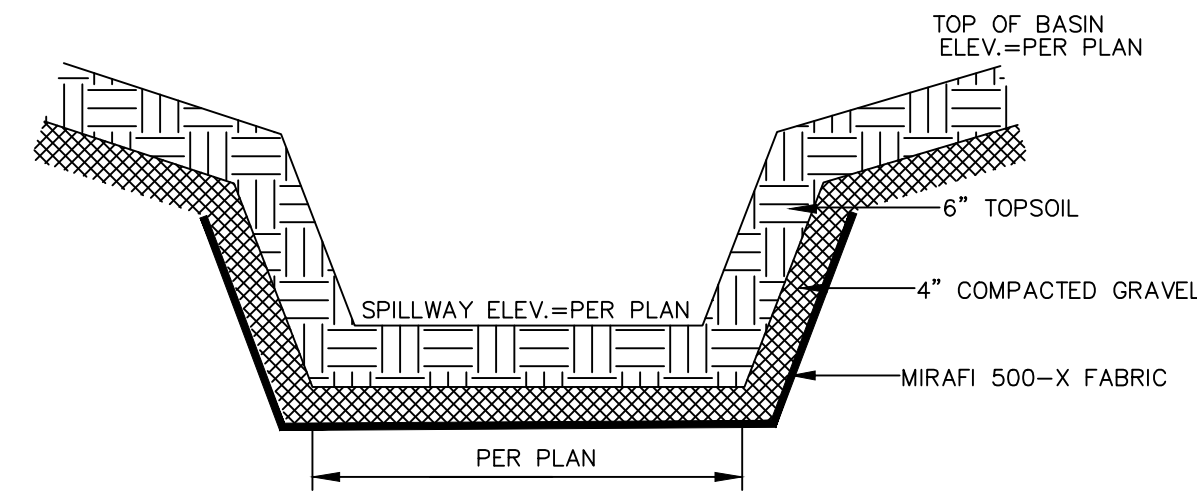 TOP OF BASIN
ELEV.=PER PLAN
6” TOPSOIL
4” COMPACTED GRAVEL
SPILLWAY ELEV.=PER PLAN
MIRAFI 500-X FABRIC
PER PLAN